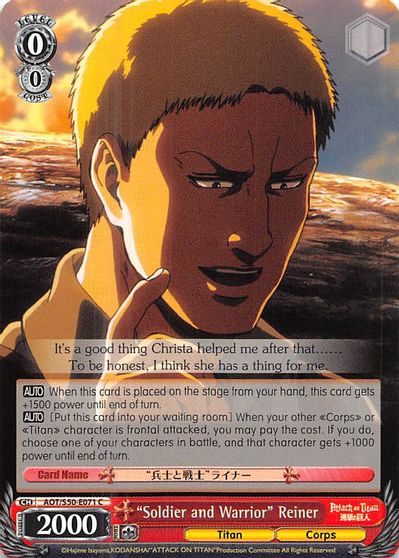 LEVEL
0
0
COST
It's a good thing Christa helped me after that……
To be honest, I think she has a thing for me.
AUTO When this card is placed on the stage from your hand, this card gets
+1500 power until end of turn.
AUTO [Put this card into your waiting room] When your other «Corps» or
«Titan» character is frontal attacked, you may pay the cost. If you do,
choose one of your characters in battle, and that character gets +1000
power until end of turn.
Card Name
"兵士と戦士"ライナー
CH
AOT/S50-E071 C
POWER
2000
"Soldier and Warrior" Reiner
Attack on Titan
進撃の巨人
Titan
Corps
©Hajime Isayama, KODANSHA/"ATTACK ON TITAN"Production Committee All Rights Reserved